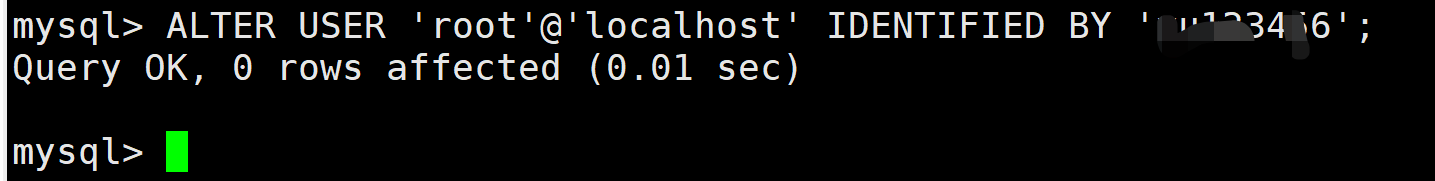 mysql> ALTER USER 'root'@'localhost' IDENTIFIED BY '
Query OK, 0 rows affected (0.01 sec)
mysql>